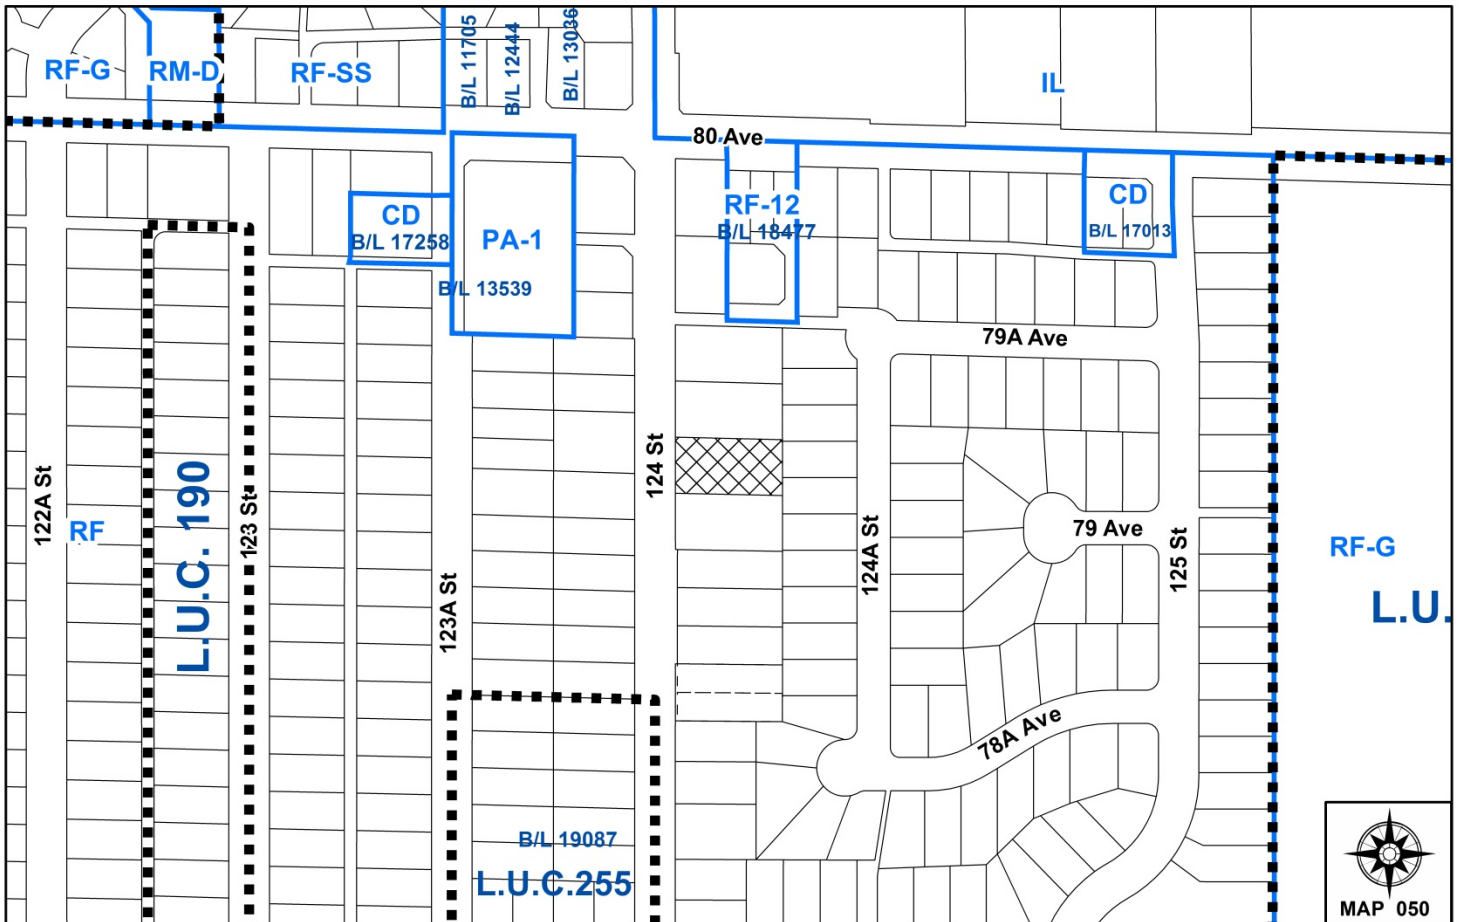 B/L 11705
B/L 12444
B/L 13036
RF-G
RM-D
RF-SS
IL
80 Ave
CD
B/L 17258
PA-1
B/L 13539
RF-12
B/L 18477
CD
B/L 17013
79A Ave
122A St
RF
L.U.C. 190
123 St
123A St
124 St
124A St
79 Ave
125 St
RF-G
L.U.
78A Ave
B/L 19087
L.U.C.255
MAP 050